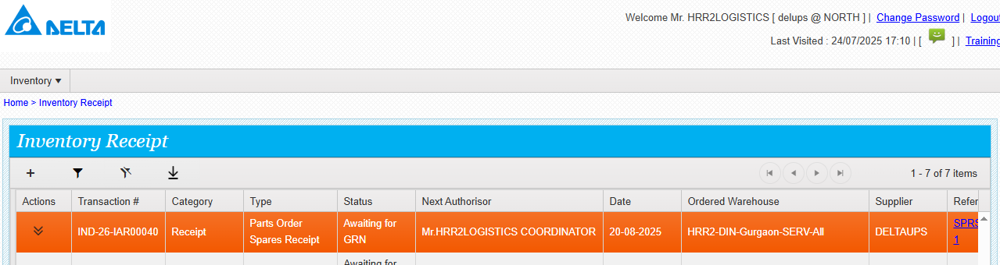 DELTA
Welcome Mr. HRR2LOGISTICS [ delups @ NORTH ] | Change Password | Logout
Last Visited : 24/07/2025 17:10 | [ ] | Training
Inventory
Home > Inventory Receipt
Inventory Receipt
1 - 7 of 7 items
Actions Transaction # Category Type Status Next Authorisor Date Ordered Warehouse Supplier Refer
IND-26-IAR00040 Receipt Parts Order Awaiting for Mr.HRR2LOGISTICS COORDINATOR 20-08-2025 HRR2-DIN-Gurgaon-SERV-All DELTAUPS SPRS
Spares Receipt GRN 1
Awaiting for